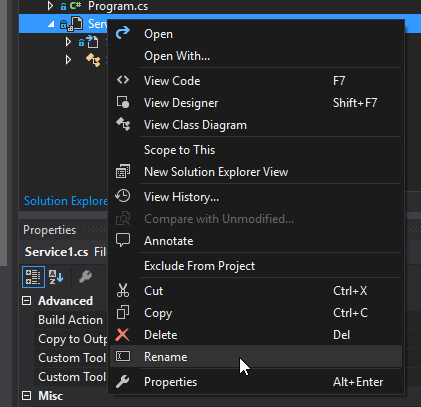 C# Program.cs
Serv
Open
Open With...
View Code F7
View Designer Shift+F7
View Class Diagram
Scope to This
New Solution Explorer View
View History...
Compare with Unmodified...
Annotate
Exclude From Project
Cut Ctrl+X
Copy Ctrl+C
Delete Del
Rename
Properties Alt+Enter
Solution Explore
Properties
Service1.cs File
Advanced
Build Action
Copy to Outp
Custom Tool
Custom Tool
Misc